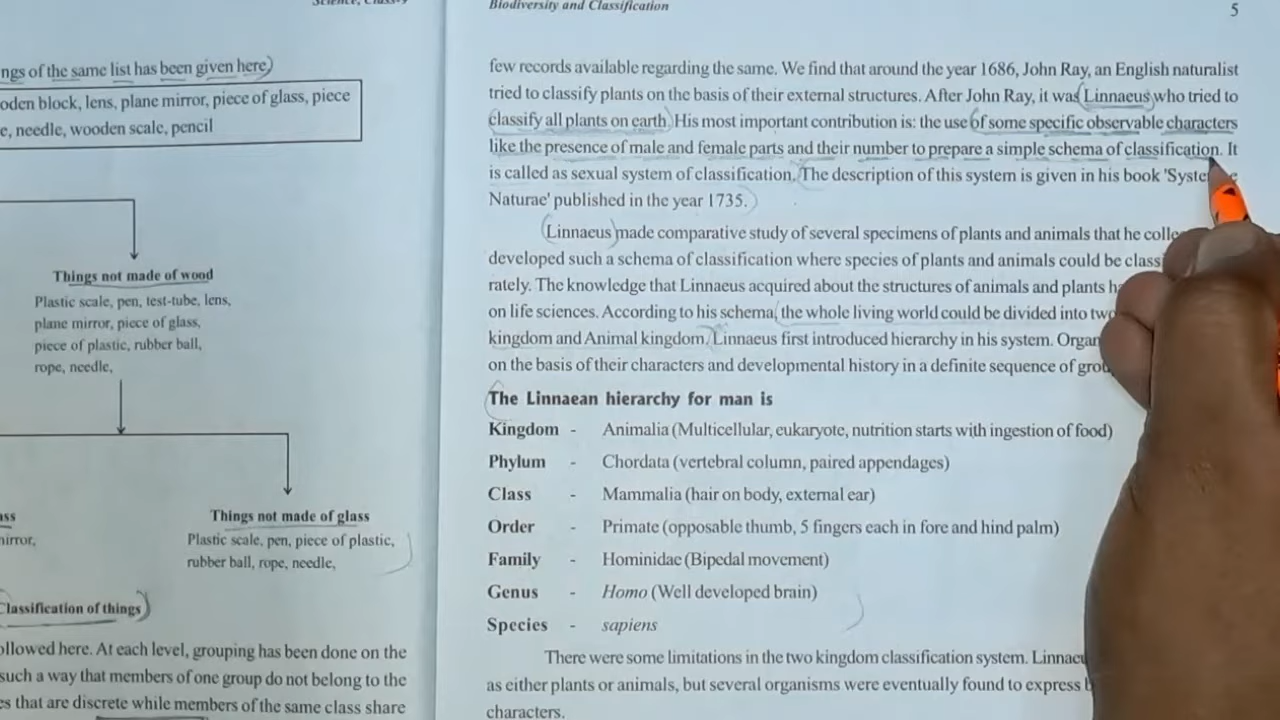 ngs of the same list has been given here)
oden block, lens, plane mirror, piece of glass, piece
e, needle, wooden scale, pencil
Things not made of wood
Plastic scale, pen, test-tube, lens,
plane mirror, piece of glass,
piece of plastic, rubber ball,
rope, needle,
Things not made of glass
Plastic scale, pen, piece of plastic,
rubber ball, rope, needle,
Classification of things
ollowed here. At each level, grouping has been done on the
such a way that members of one group do not belong to the
es that are discrete while members of the same class share
Biodiversity and Classification
5
few records available regarding the same. We find that around the year 1686, John Ray, an English naturalist
tried to classify plants on the basis of their external structures. After John Ray, it was Linnaeus who tried to
classify all plants on earth. His most important contribution is: the use of some specific observable characters
like the presence of male and female parts and their number to prepare a simple schema of classification. It
is called as sexual system of classification. The description of this system is given in his book 'Syste
Naturae' published in the year 1735.
Linnaeus made comparative study of several specimens of plants and animals that he colle
developed such a schema of classification where species of plants and animals could be class
rately. The knowledge that Linnaeus acquired about the structures of animals and plants h
on life sciences. According to his schema, the whole living world could be divided into two
kingdom and Animal kingdom. Linnaeus first introduced hierarchy in his system. Organ
on the basis of their characters and developmental history in a definite sequence of grou
The Linnaean hierarchy for man is
Kingdom - Animalia (Multicellular, eukaryote, nutrition starts with ingestion of food)
Phylum - Chordata (vertebral column, paired appendages)
Class - Mammalia (hair on body, external ear)
Order - Primate (opposable thumb, 5 fingers each in fore and hind palm)
Family - Hominidae (Bipedal movement)
Genus - Homo (Well developed brain)
Species - sapiens
There were some limitations in the two kingdom classification system. Linnaeu
as either plants or animals, but several organisms were eventually found to express b
characters.